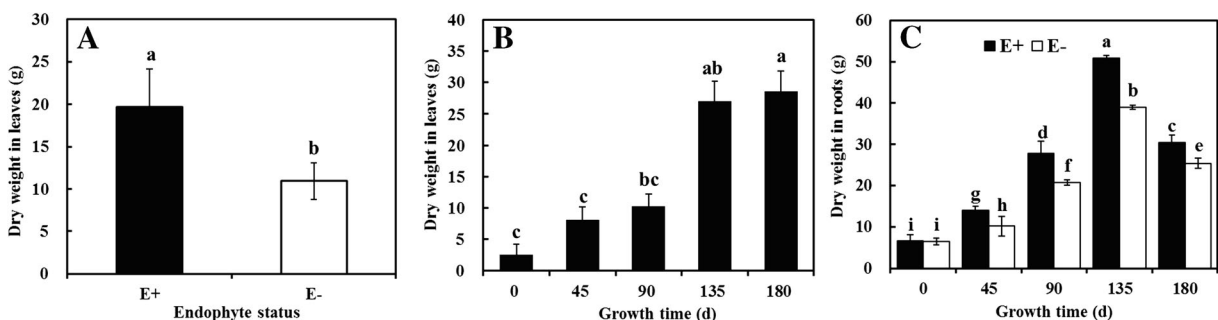 A
Dry weight in leaves (g)
30
25
20
15
10
5
0
a
b
E+ E-
Endophyte status
B
Dry weight in leaves (g)
40
35
30
25
20
15
10
5
0
c
c
bc
ab
a
0 45 90 135 180
Growth time (d)
C
E+ E-
Dry weight in roots (g)
60
50
40
30
20
10
0
i i
g h
d f
a b
c e
0 45 90 135 180
Growth time (d)